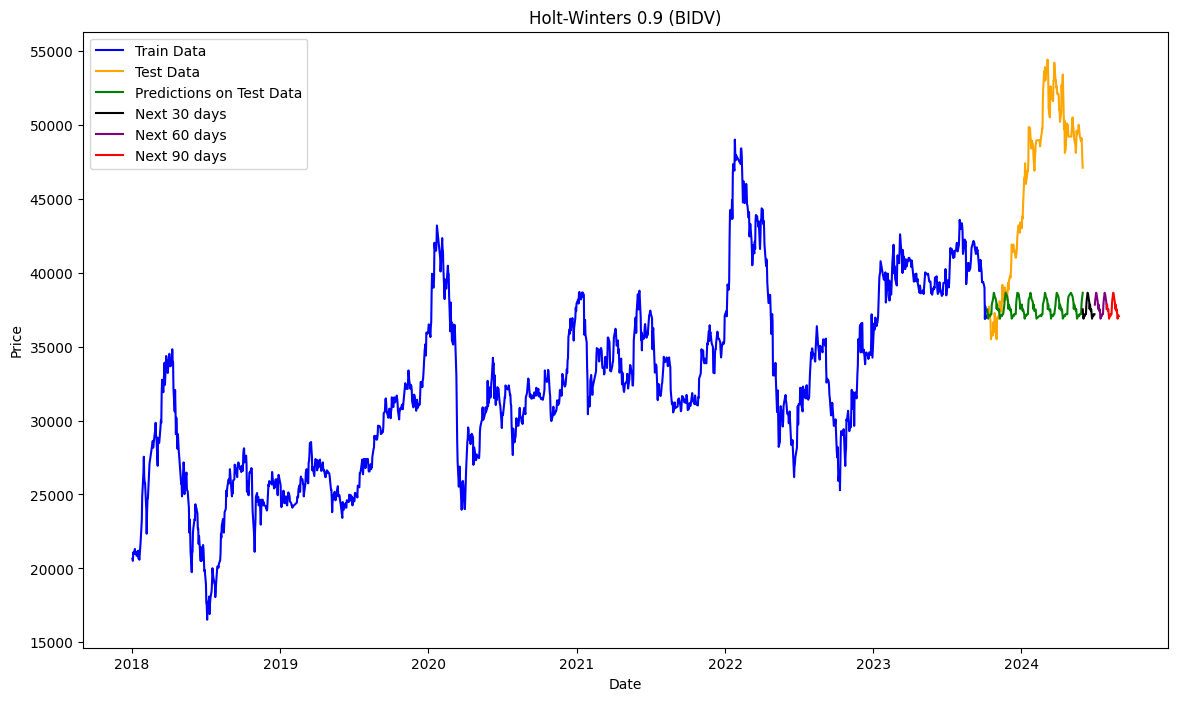 Holt-Winters 0.9 (BIDV)
Train Data
Test Data
Predictions on Test Data
Next 30 days
Next 60 days
Next 90 days
55000
50000
45000
40000
35000
30000
25000
20000
15000
Price
2018 2019 2020 2021 2022 2023 2024
Date